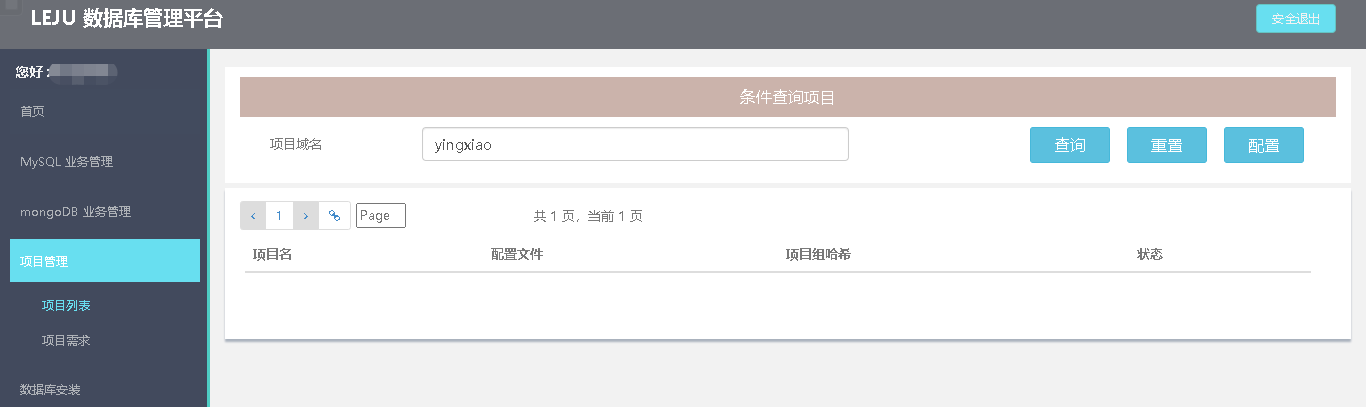 LEJU 数据库管理平台
安全退出
您好:
首页
MySQL 业务管理
mongoDB 业务管理
项目管理
项目列表
项目需求
数据库安装
条件查询项目
项目域名 yingxiao 查询 重置 配置
‹ 1 › Page 共 1 页，当前 1 页
项目名 配置文件 项目组哈希 状态